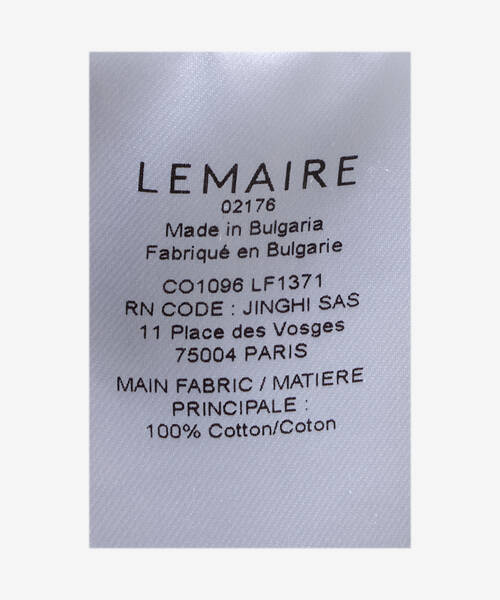 LEMAIRE
02176
Made in Bulgaria
Fabriqué en Bulgarie
CO1096 LF1371
RN CODE : JINGHI SAS
11 Place des Vosges
75004 PARIS
MAIN FABRIC / MATIERE
PRINCIPALE :
100% Cotton/Coton